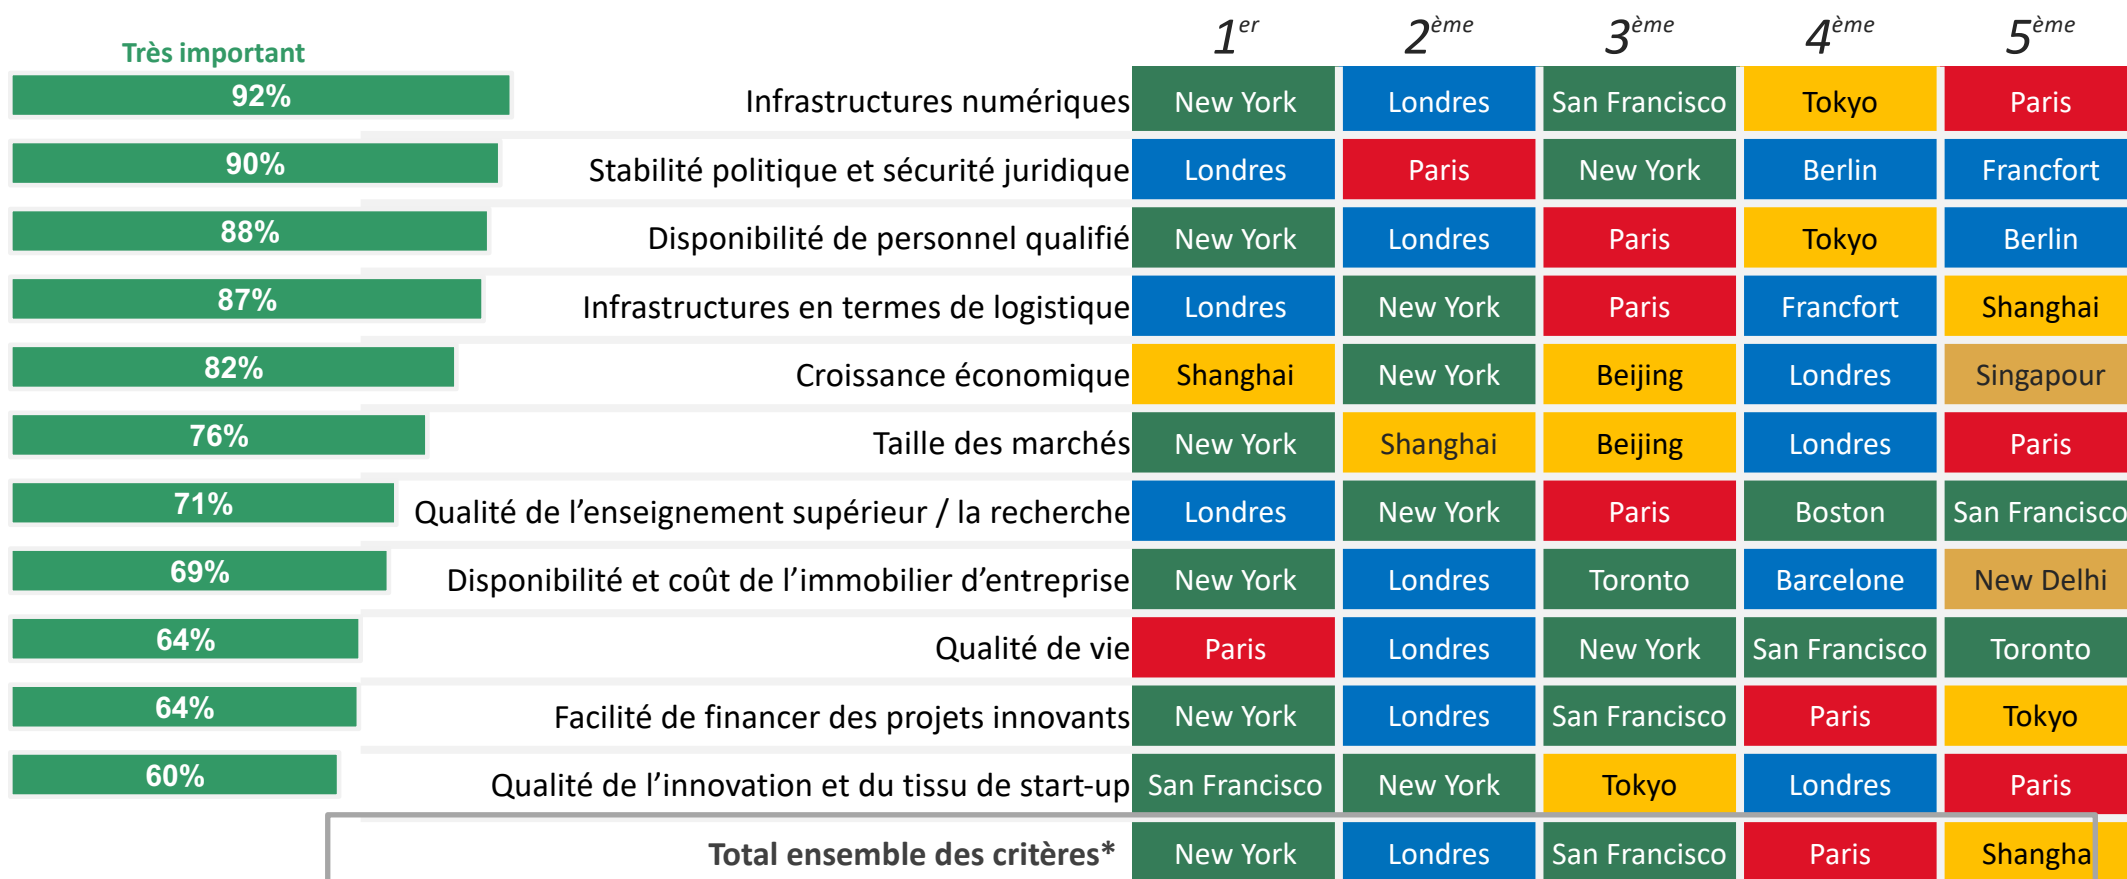 Très important 1er 2ème 3ème 4ème 5ème
92% Infrastructures numériques New York Londres San Francisco Tokyo Paris
90% Stabilité politique et sécurité juridique Londres Paris New York Berlin Francfort
88% Disponibilité de personnel qualifié New York Londres Paris Tokyo Berlin
87% Infrastructures en termes de logistique Londres New York Paris Francfort Shanghai
82% Croissance économique Shanghai New York Beijing Londres Singapour
76% Taille des marchés New York Shanghai Beijing Londres Paris
71% Qualité de l’enseignement supérieur / la recherche Londres New York Paris Boston San Francisco
69% Disponibilité et coût de l’immobilier d’entreprise New York Londres Toronto Barcelone New Delhi
64% Qualité de vie Paris Londres New York San Francisco Toronto
64% Facilité de financer des projets innovants New York Londres San Francisco Paris Tokyo
60% Qualité de l’innovation et du tissu de start-up San Francisco New York Tokyo Londres Paris
Total ensemble des critères* New York Londres San Francisco Paris Shangha